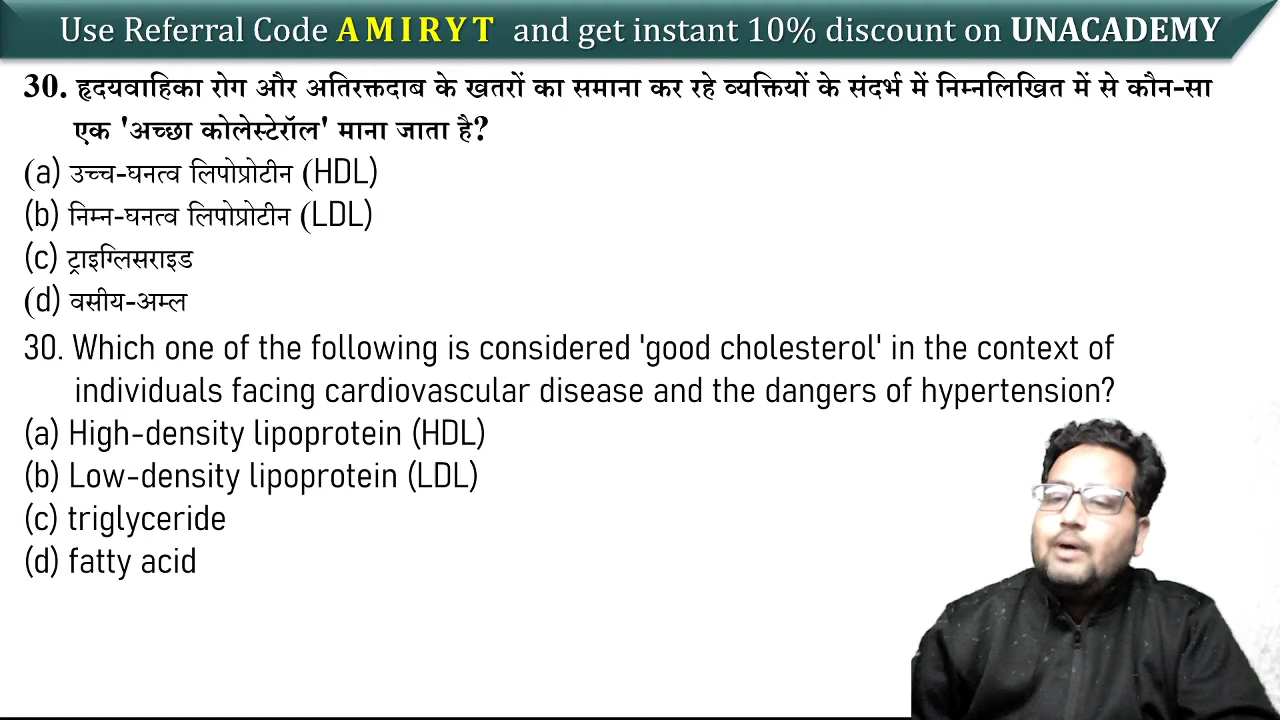 Use Referral Code AMIRYT and get instant 10% discount on UNACADEMY
30. हृदयवाहिका रोग और अतिरक्तदाब के खतरों का समाना कर रहे व्यक्तियों के संदर्भ में निम्नलिखित में से कौन-सा
एक 'अच्छा कोलेस्टेरॉल' माना जाता है?
(a) उच्च-घनत्व लिपोप्रोटीन (HDL)
(b) निम्न-घनत्व लिपोप्रोटीन (LDL)
(c) ट्राइग्लिसराइड
(d) वसीय-अम्ल
30. Which one of the following is considered 'good cholesterol' in the context of
individuals facing cardiovascular disease and the dangers of hypertension?
(a) High-density lipoprotein (HDL)
(b) Low-density lipoprotein (LDL)
(c) triglyceride
(d) fatty acid